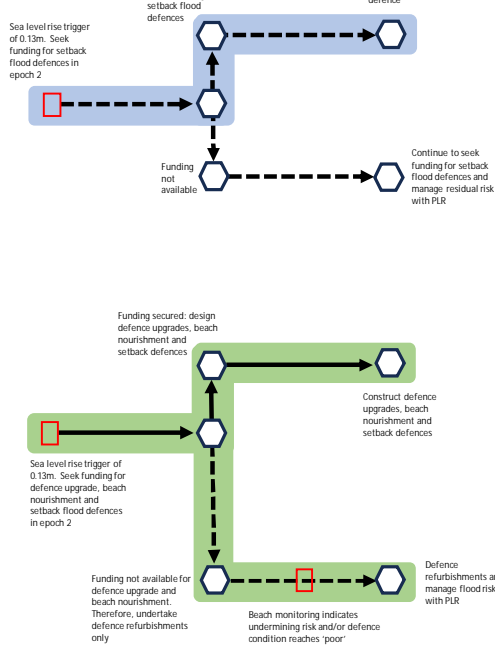 setback flood
defences
defence
Sea level rise trigger
of 0.13m. Seek
funding for setback
flood defences in
epoch 2
Funding
not
available
Continue to seek
funding for setback
flood defences and
manage residual risk
with PLR
Funding secured: design
defence upgrades, beach
nourishment and
setback defences
Construct defence
upgrades, beach
nourishment and
setback defences
Sea level rise trigger of
0.13m. Seek funding for
defence upgrade, beach
nourishment and
setback flood defences
in epoch 2
Funding not available for
defence upgrade and
beach nourishment.
Therefore, undertake
defence refurbishments
only
Beach monitoring indicates
undermining risk and/or defence
condition reaches 'poor'
Defence
refurbishments
manage flood risk
with PLR